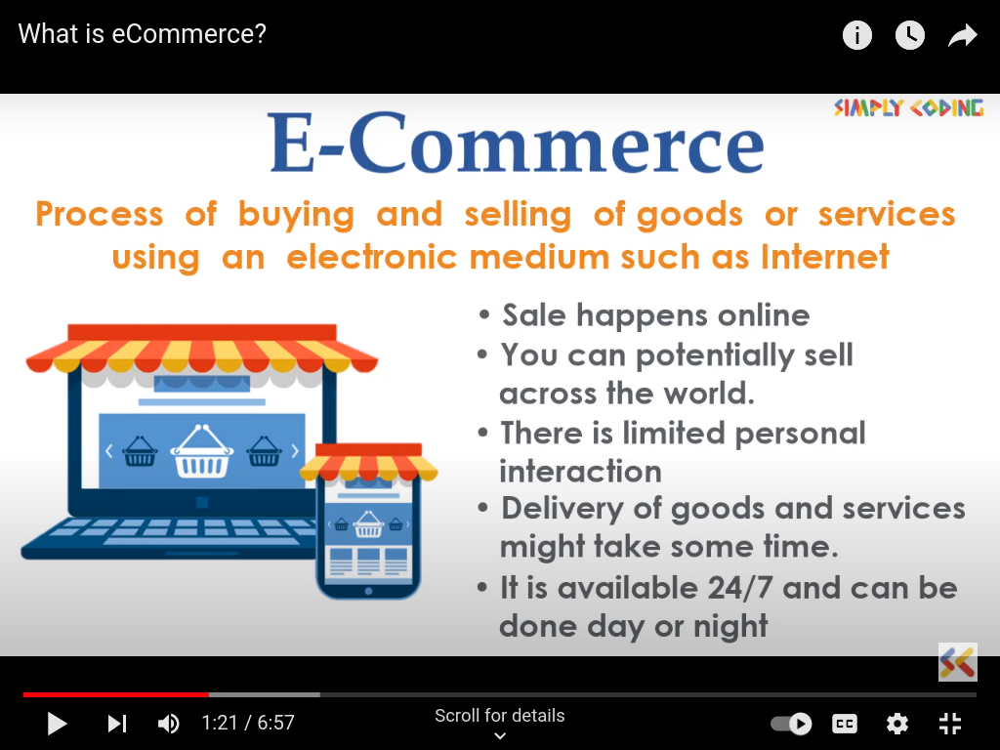 What is eCommerce?
SIMPLY CODING
E-Commerce
Process of buying and selling of goods or services
using an electronic medium such as Internet
• Sale happens online
• You can potentially sell
across the world.
• There is limited personal
interaction
• Delivery of goods and services
might take some time.
• It is available 24/7 and can be
done day or night
1:21 / 6:57
Scroll for details
CC